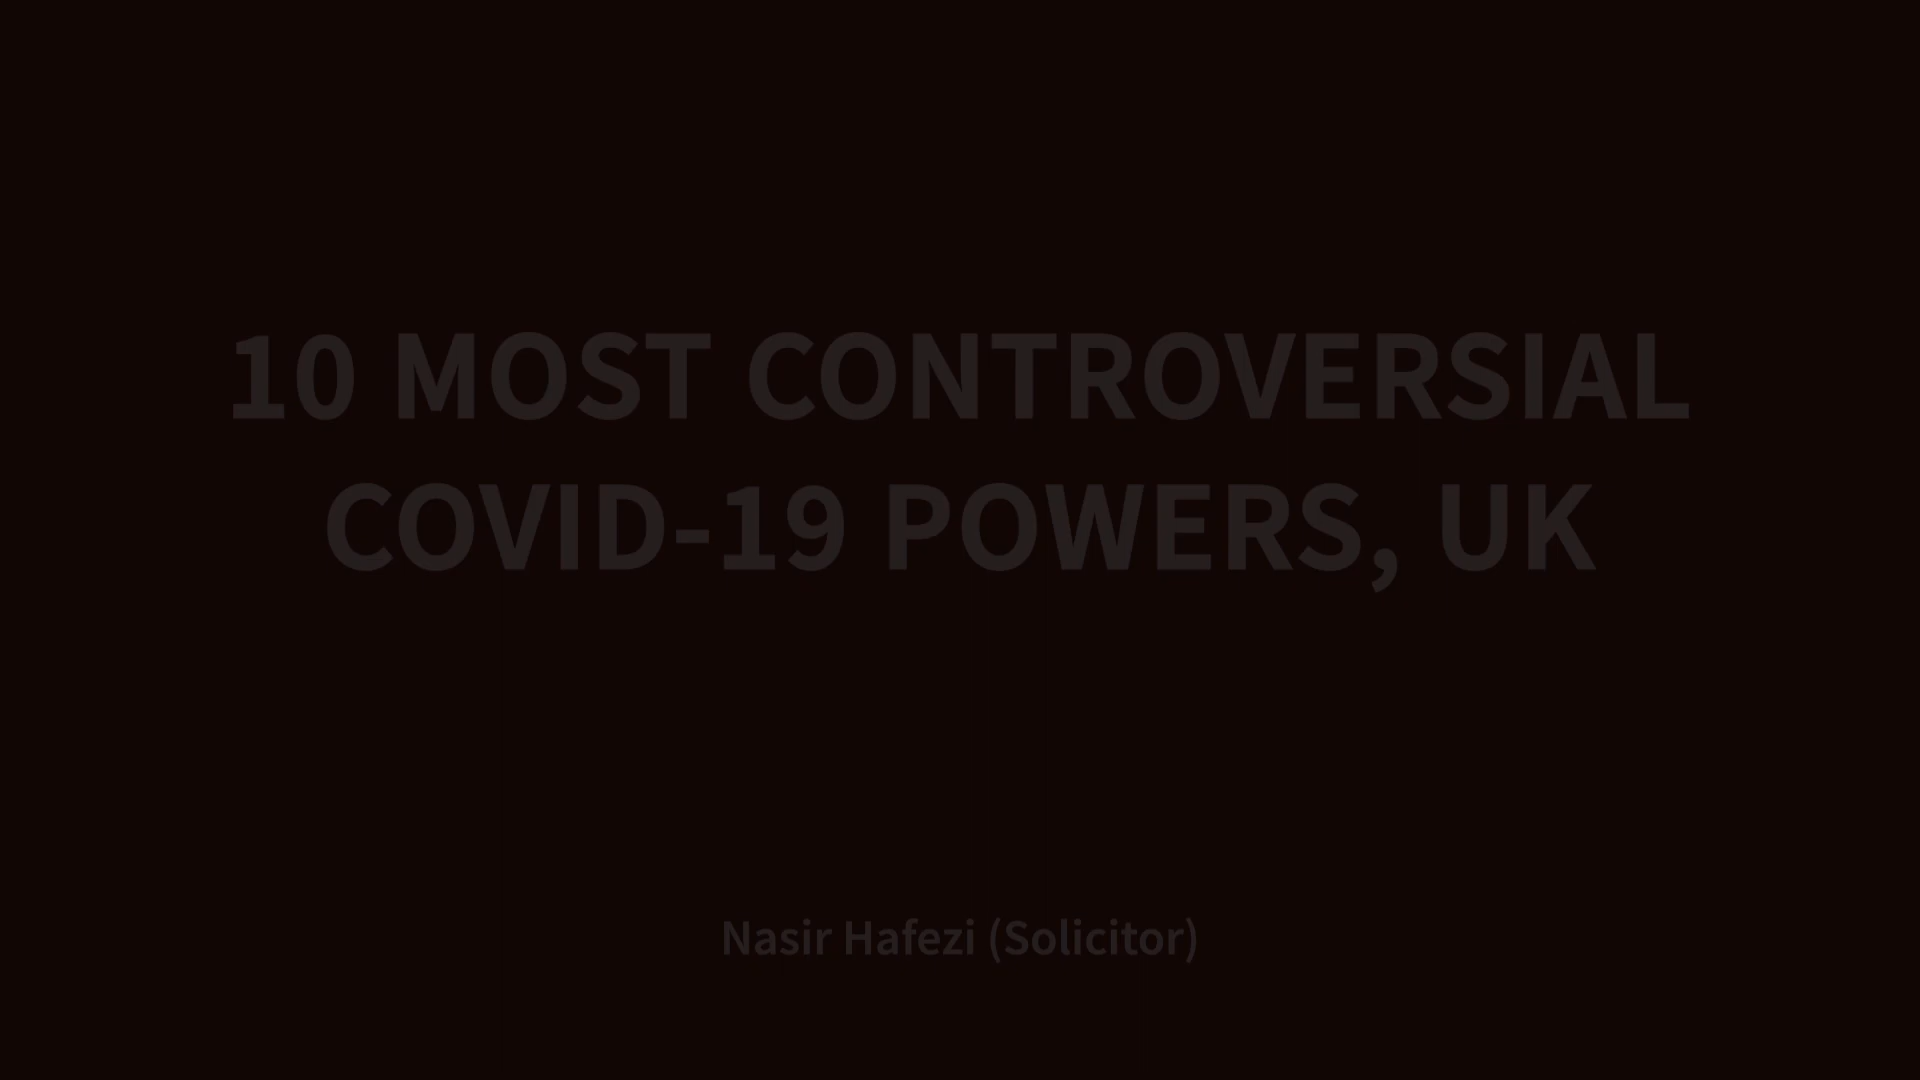 10 MOST CONTROVERSIAL
COVID-19 POWERS, UK
Nasir Hafezi (Solicitor)